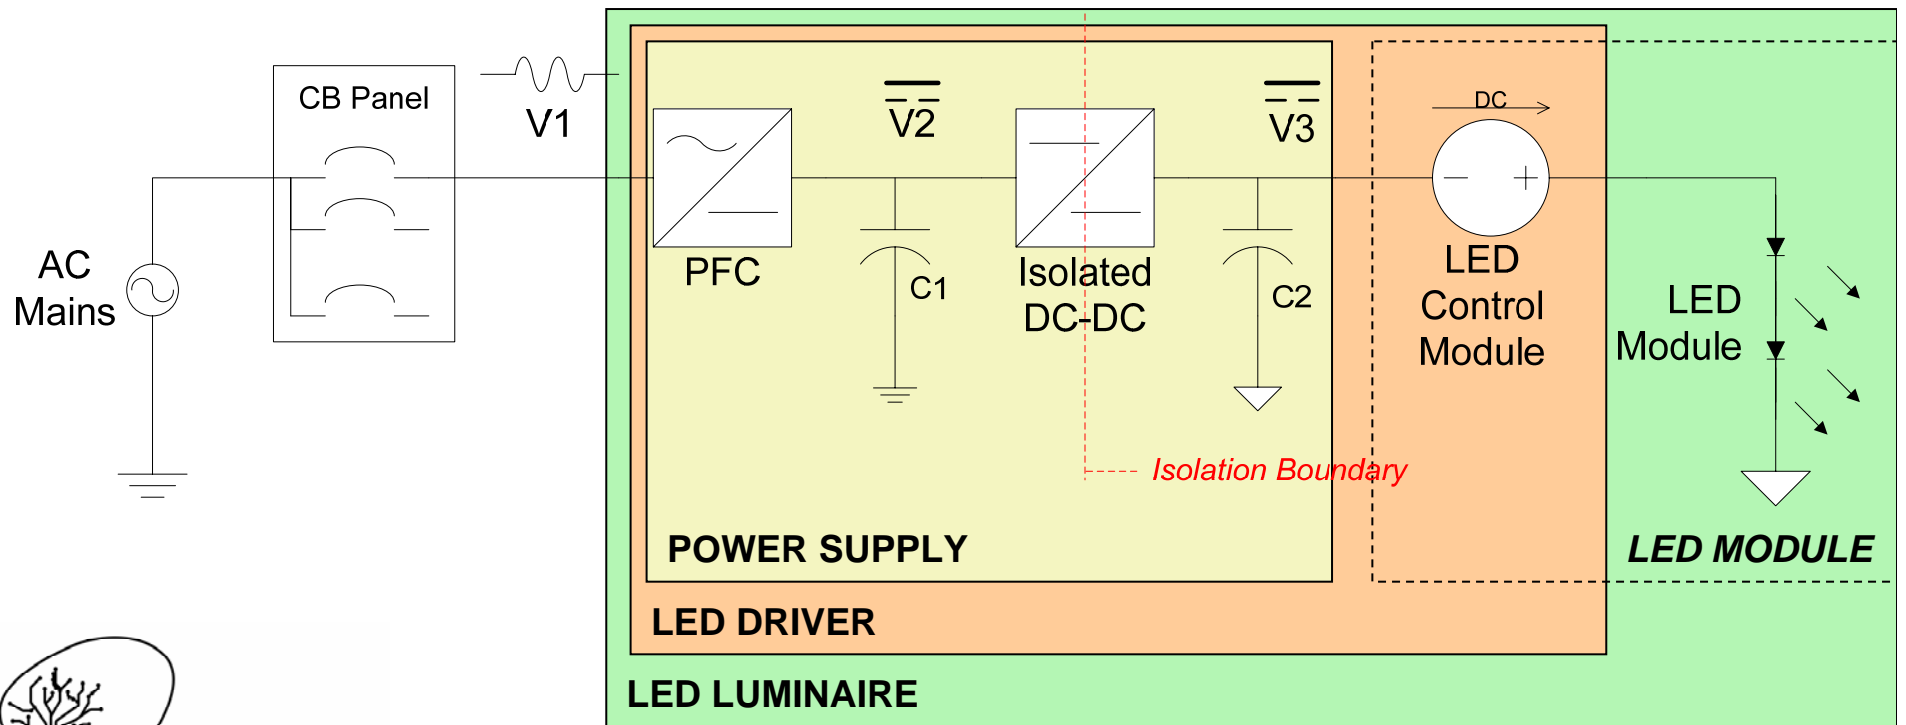 CB Panel
V1
V2
V3
DC
AC
Mains
PFC
C1
Isolated
DC-DC
C2
LED
Control
Module
LED
Module
Isolation Boundary
POWER SUPPLY
LED MODULE
LED DRIVER
LED LUMINAIRE